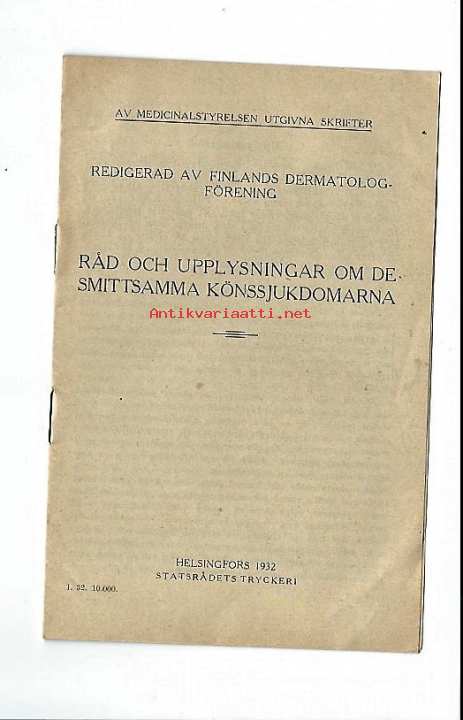 AV MEDICINALSTYRELSEN UTGIVNA SKRIFTER
REDIGERAD AV FINLANDS DERMATOLOG-
FÖRENING
RÅD OCH UPPLYSNINGAR OM DE
SMITTSAMMA KÖNSSJUKDOMARNA
Antikvariaatti.net
HELSINGFORS 1932
STATSRÅDETS TRYCKERI
1. 32. 10.000.